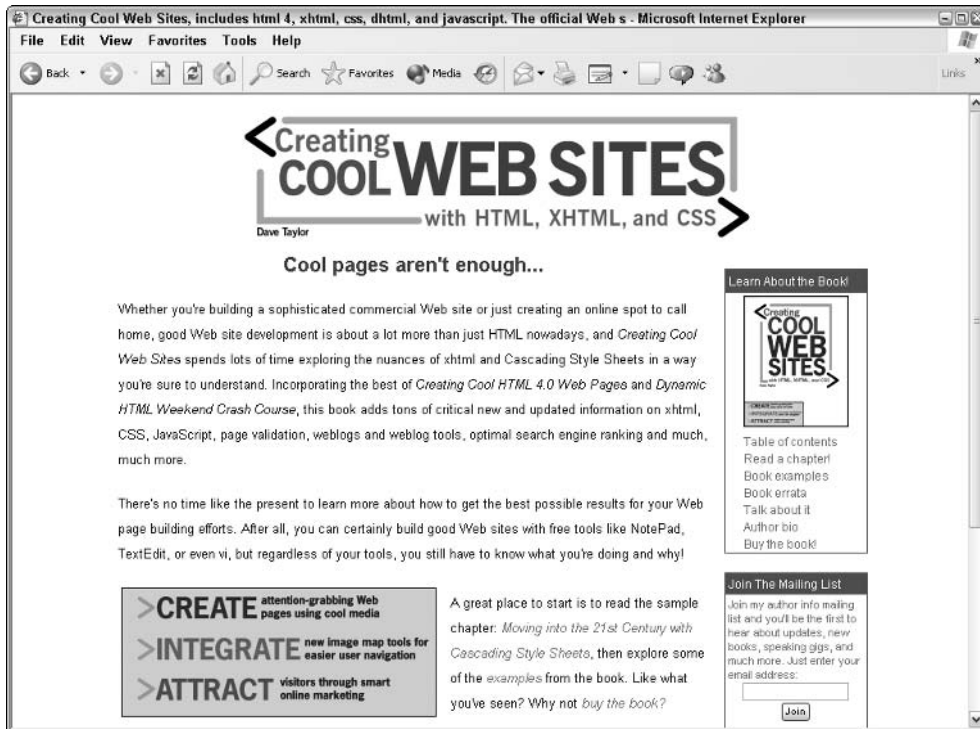 Creating Cool Web Sites, includes html 4, xhtml, css, dhtml, and javascript. The official Web s - Microsoft Internet Explorer
File Edit View Favorites Tools Help
Back Search Favorites Media Links
<Creating
COOL WEB SITES
with HTML, XHTML, and CSS>
Dave Taylor
Cool pages aren't enough...
Whether you're building a sophisticated commercial Web site or just creating an online spot to call
home, good Web site development is about a lot more than just HTML nowadays, and Creating Cool
Web Sites spends lots of time exploring the nuances of xhtml and Cascading Style Sheets in a way
you're sure to understand. Incorporating the best of Creating Cool HTML 4.0 Web Pages and Dynamic
HTML Weekend Crash Course, this book adds tons of critical new and updated information on xhtml,
CSS, JavaScript, page validation, weblogs and weblog tools, optimal search engine ranking and much,
much more.
There's no time like the present to learn more about how to get the best possible results for your Web
page building efforts. After all, you can certainly build good Web sites with free tools like NotePad,
TextEdit, or even vi, but regardless of your tools, you still have to know what you're doing and why!
>CREATE attention-grabbing Web
pages using cool media
>INTEGRATE new image map tools for
easier user navigation
>ATTRACT visitors through smart
online marketing
A great place to start is to read the sample
chapter: Moving into the 21st Century with
Cascading Style Sheets, then explore some
of the examples from the book. Like what
you've seen? Why not buy the book?
Learn About the Book!
<Creating
COOL
WEB
SITES
with HTML, XHTML, and CSS>
CREATE
INTEGRATE
ATTRACT
Table of contents
Read a chapter!
Book examples
Book errata
Talk about it
Author bio
Buy the book!
Join The Mailing List
Join my author info mailing
list and you'll be the first to
hear about updates, new
books, speaking gigs, and
much more. Just enter your
email address:
Join